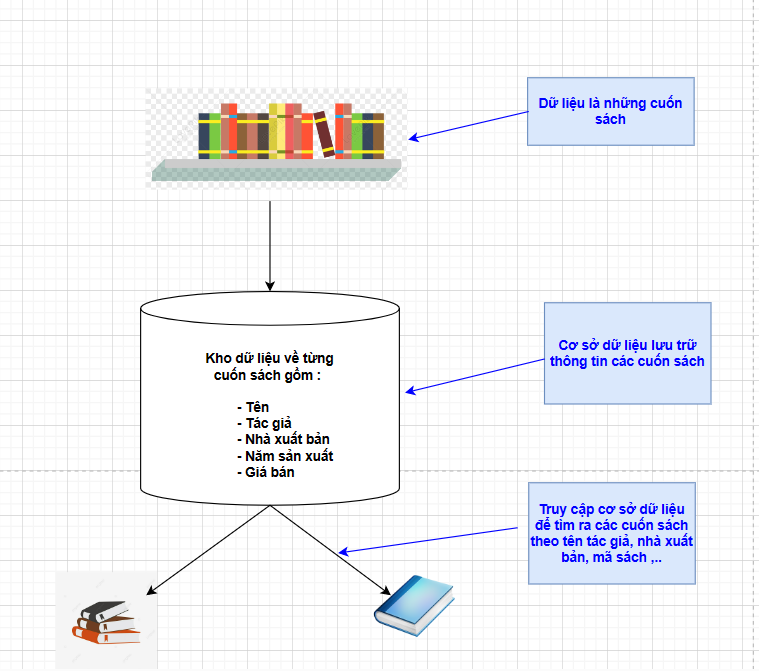 Dữ liệu là những cuốn
sách
Kho dữ liệu về từng
cuốn sách gồm :
- Tên
- Tác giả
- Nhà xuất bản
- Năm sản xuất
- Giá bán
Cơ sở dữ liệu lưu trữ
thông tin các cuốn sách
Truy cập cơ sở dữ liệu
để tìm ra các cuốn sách
theo tên tác giả, nhà xuất
bản, mã sách ,..